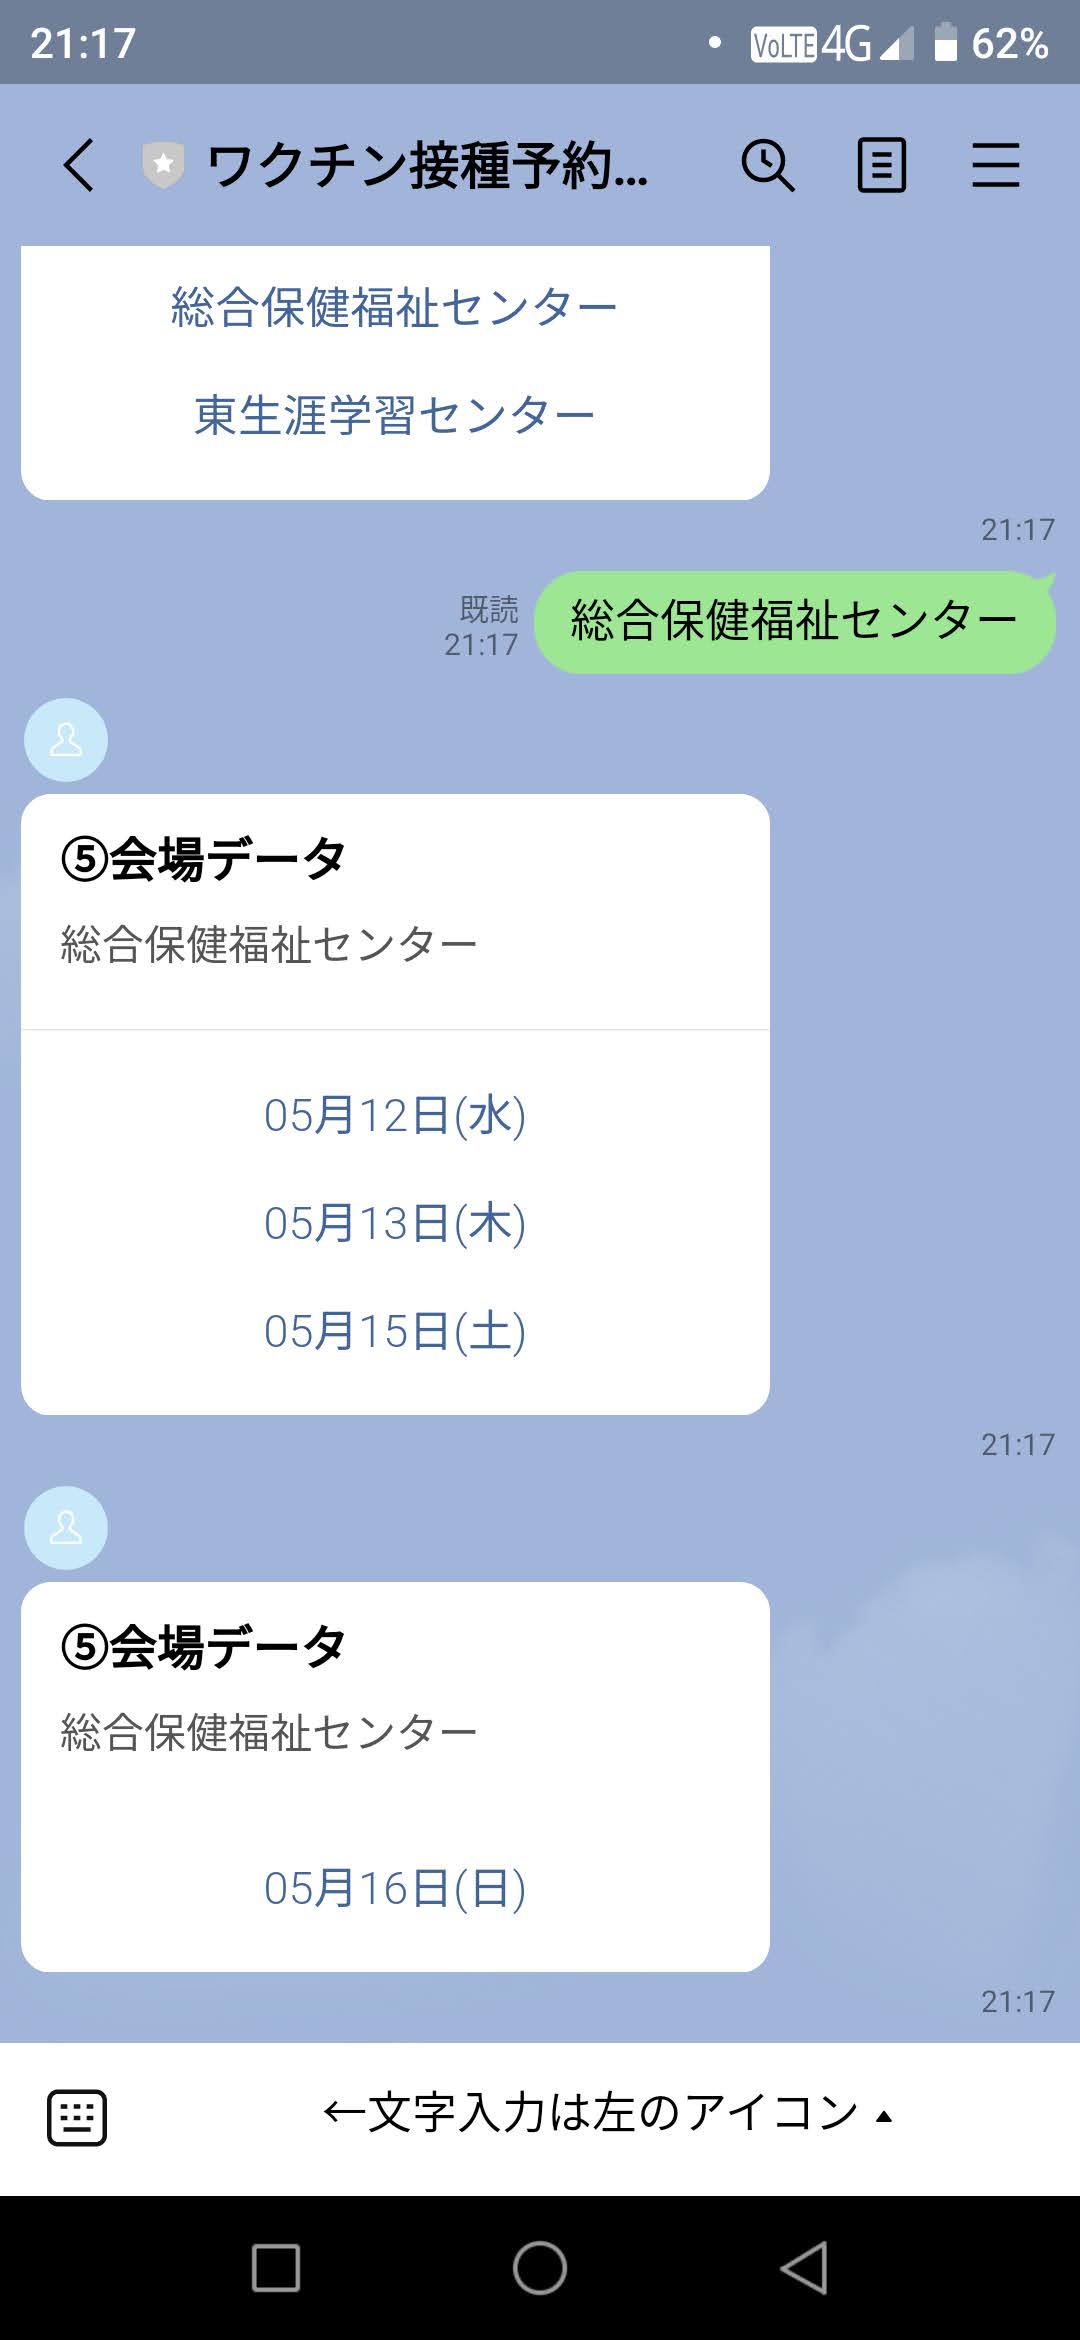 21:17
VoLTE 4G 62%
ワクチン接種予約...
総合保健福祉センター
東生涯学習センター
21:17
既読
21:17
総合保健福祉センター
⑤会場データ
総合保健福祉センター
05月12日(水)
05月13日(木)
05月15日(土)
21:17
⑤会場データ
総合保健福祉センター
05月16日(日)
21:17
←文字入力は左のアイコン ▲